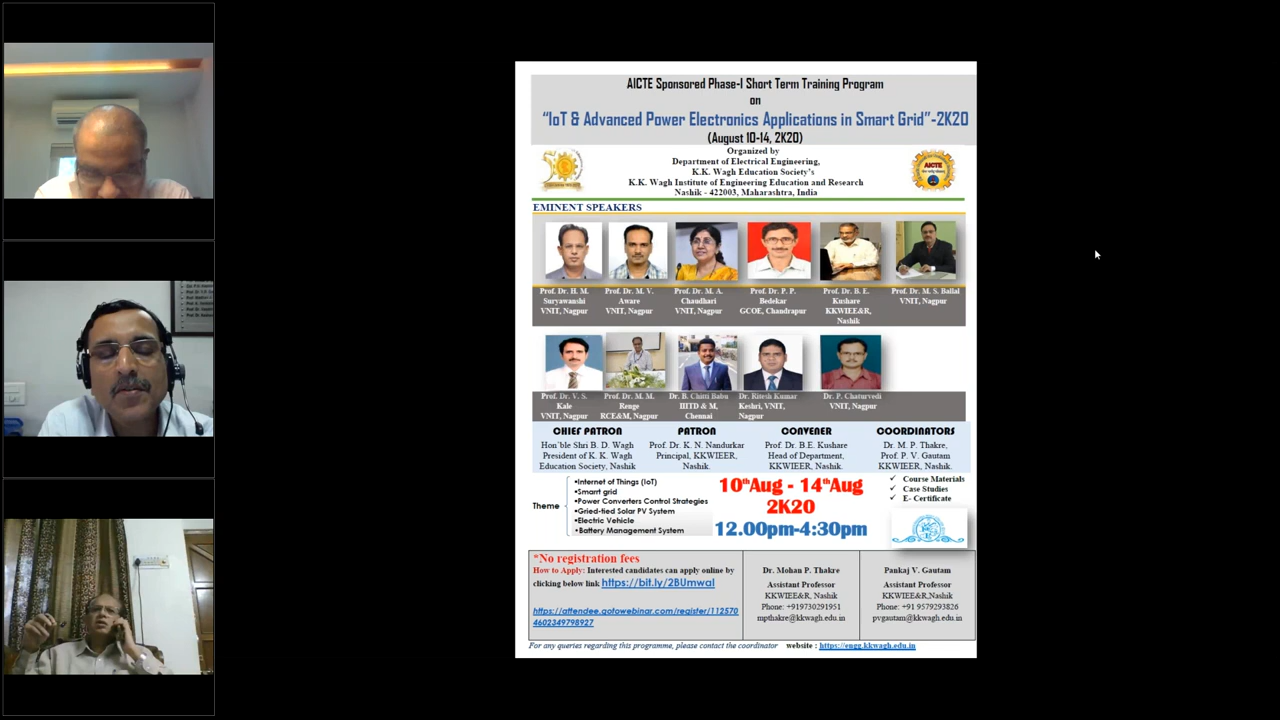 AICTE Sponsored Phase-I Short Term Training Program
on
“IoT & Advanced Power Electronics Applications in Smart Grid”-2K20
(August 10-14, 2K20)
Organized by
Department of Electrical Engineering,
K.K. Wagh Education Society's
K.K. Wagh Institute of Engineering Education and Research
Nashik - 422003, Maharashtra, India
AICTE
EMINENT SPEAKERS
Prof. Dr. H. M. Suryawanshi
VNIT, Nagpur
Prof. Dr. M. V. Aware
VNIT, Nagpur
Prof. Dr. M. A. Chaudhari
VNIT, Nagpur
Prof. Dr. P. P. Bedekar
GCOE, Chandrapur
Prof. Dr. B. E. Kushare
KKWIEE&R, Nashik
Prof. Dr. M. S. Ballal
VNIT, Nagpur
Prof. Dr. V. S. Kale
VNIT, Nagpur
Prof. Dr. M. M. Renge
RCE&M, Nagpur
Dr. B. Chitti Babu
IIITD & M, Chennai
Dr. Ritesh Kumar
Keshri, VNIT, Nagpur
Dr. P. Chaturvedi
VNIT, Nagpur
CHIEF PATRON
Hon'ble Shri B. D. Wagh
President of K. K. Wagh
Education Society, Nashik
PATRON
Prof. Dr. K. N. Nandurkar
Principal, KKWIEER,
Nashik.
CONVENER
Prof. Dr. B.E. Kushare
Head of Department,
KKWIEER, Nashik.
COORDINATORS
Dr. M. P. Thakre,
Prof. P. V. Gautam
KKWIEER, Nashik.
Theme
•Internet of Things (IoT)
•Smart grid
•Power Converters Control Strategies
•Gried-tied Solar PV System
•Electric Vehicle
•Battery Management System
10thAug - 14thAug
2K20
12.00pm-4:30pm
✓ Course Materials
✓ Case Studies
✓ E- Certificate
*No registration fees
How to Apply: Interested candidates can apply online by
clicking below link https://bit.ly/2BUmwaI
https://attendee.gotowebinar.com/register/112570
4602349798927
Dr. Mohan P. Thakre
Assistant Professor
KKWIEE&R, Nashik
Phone: +919730291951
mpthakre@kkwagh.edu.in
Pankaj V. Gautam
Assistant Professor
KKWIEE&R,Nashik
Phone: +91 9579293826
pvgautam@kkwagh.edu.in
For any queries regarding this programme, please contact the coordinator website : https://engg.kkwagh.edu.in